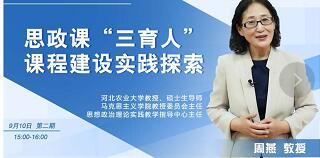 思政课“三育人”
课程建设实践探索
河北农业大学教授、硕士生导师
马克思主义学院教授委员会主任
思想政治理论实践教学指导中心主任
9月10日 第二期
15:00-16:00
周燕 教授